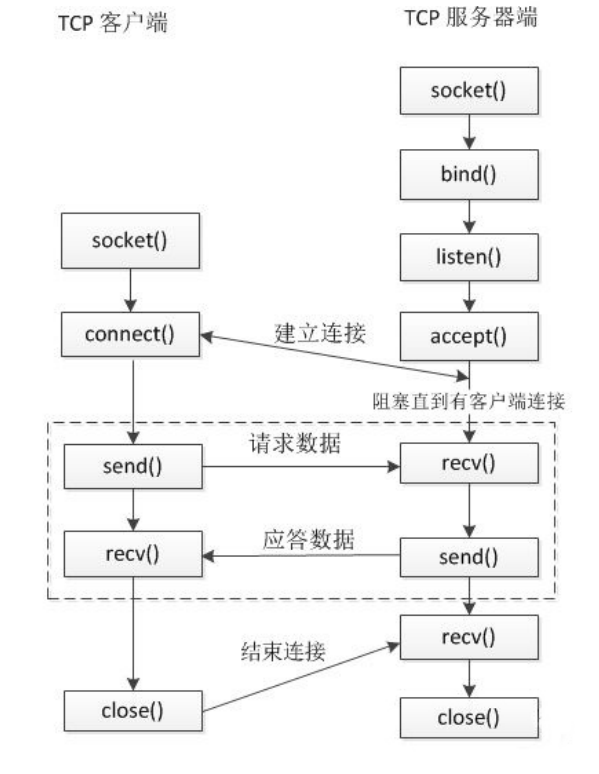 TCP 客户端
TCP 服务器端
socket()
bind()
socket()
listen()
connect()
建立连接
accept()
阻塞直到有客户端连接
send()
请求数据
recv()
recv()
应答数据
send()
recv()
结束连接
close()
close()